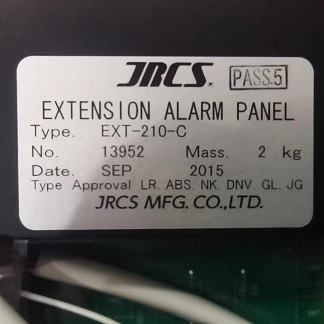 JRCS. PASS.5
EXTENSION ALARM PANEL
Type. EXT-210-C
No. 13952 Mass. 2 kg
Date. SEP 2015
Type Approval LR. ABS. NK. DNV. GL. JG
JRCS MFG. CO., LTD.